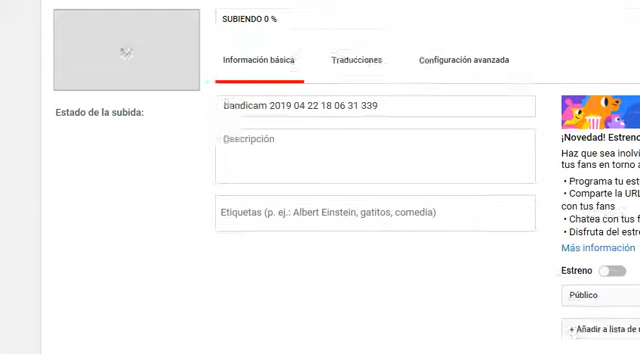 SUBIENDO 0 %
Información básica
Traducciones
Configuración avanzada
Estado de la subida:
bandicam 2019 04 22 18 06 31 339
Descripción
Etiquetas (p. ej.: Albert Einstein, gatitos, comedia)
¡Novedad! Estreno
Haz que sea inolvi
tus fans en torno a
• Programa tu est
• Comparte la URL
con tus fans
• Chatea con tus f
• Disfruta del estre
Más información
Estreno
Público
+ Añadir a lista de